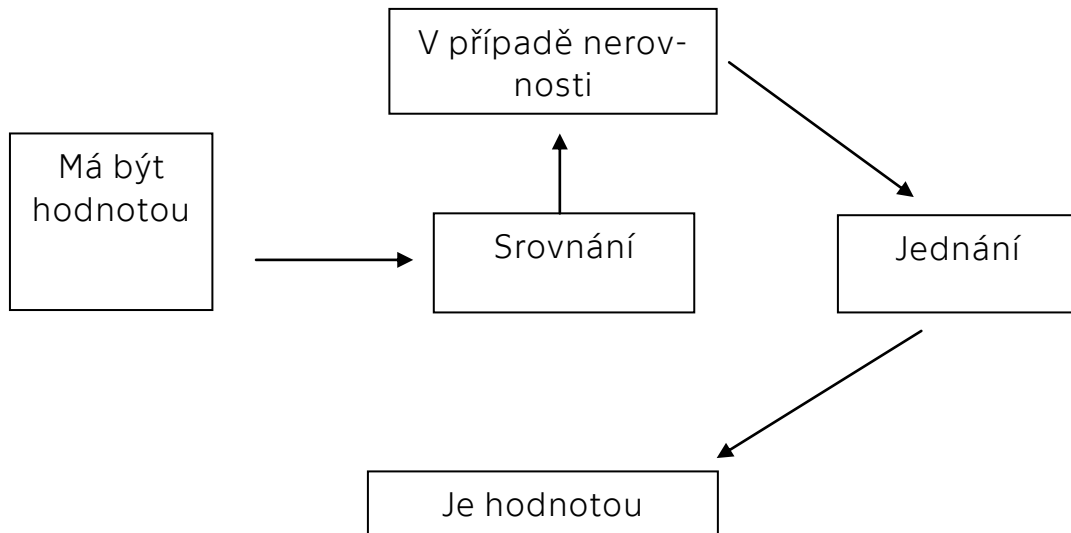 V případě nerov-
nosti
Má být
hodnotou
Srovnání
Jednání
Je hodnotou